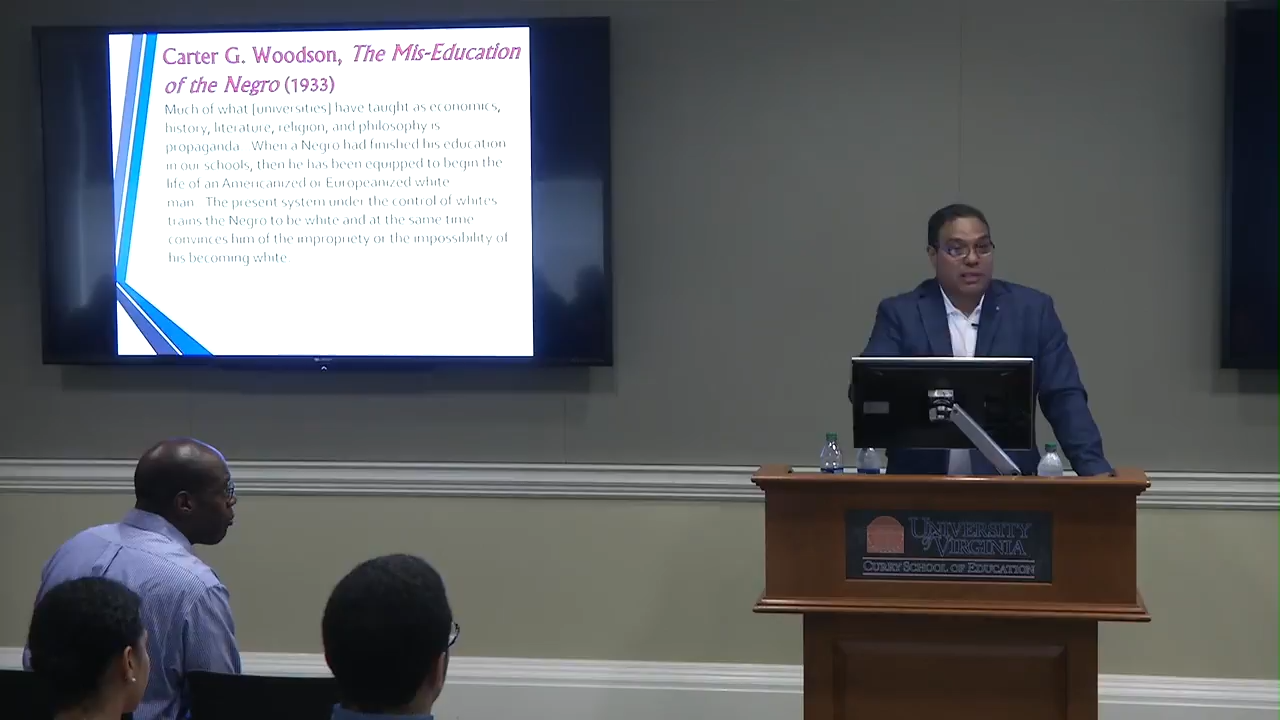 Carter G. Woodson, The Mis-Education
of the Negro (1933)
Much of what [universities] have taught as economics,
history, literature, religion, and philosophy is
propaganda When a Negro had finished his education
in our schools, then he has been equipped to begin the
life of an Americanized or Europeanized white
man The present system under the control of whites
trains the Negro to be white and at the same time
convinces him of the impropriety or the impossibility of
his becoming white.
UNIVERSITY
of VIRGINIA
CURRY SCHOOL OF EDUCATION